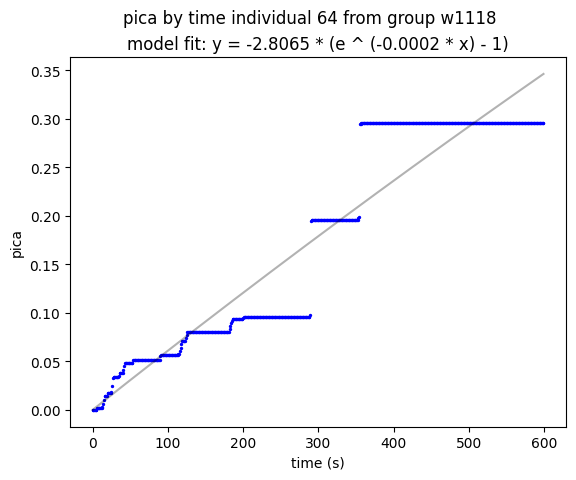 pica by time individual 64 from group w1118
model fit: y = -2.8065 * (e ^ (-0.0002 * x) - 1)
0.35
0.30
0.25
0.20
0.15
0.10
0.05
0.00
pica
0 100 200 300 400 500 600
time (s)